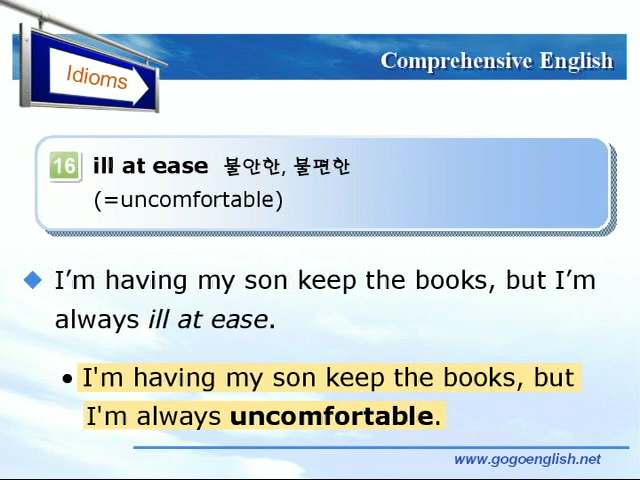 Idioms
Comprehensive English
16 ill at ease 불안한, 불편한
(=uncomfortable)
I’m having my son keep the books, but I’m
always ill at ease.
• I'm having my son keep the books, but
I'm always uncomfortable.
www.gogoenglish.net